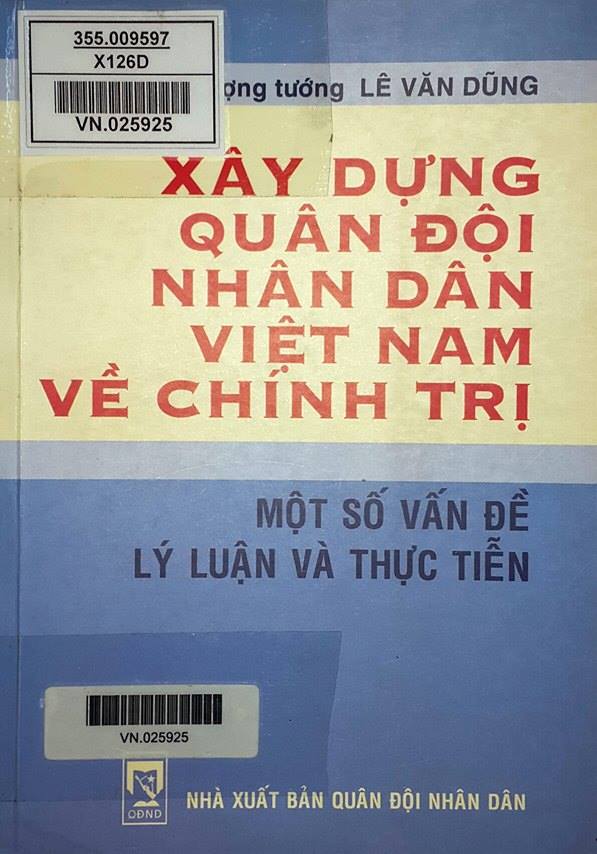 355.009597
X126D
VN.025925
ợng tướng LÊ VĂN DŨNG
XÂY DỰNG
QUÂN ĐỘI
NHÂN DÂN
VIỆT NAM
VỀ CHÍNH TRỊ
MỘT SỐ VẤN ĐỀ
LÝ LUẬN VÀ THỰC TIỄN
VN.025925
QĐND
NHÀ XUẤT BẢN QUÂN ĐỘI NHÂN DÂN